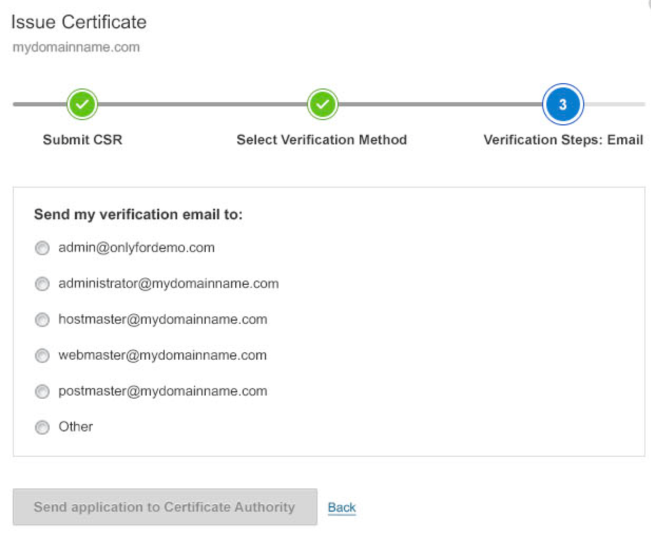 Issue Certificate
mydomainname.com
3
Submit CSR Select Verification Method Verification Steps: Email
Send my verification email to:
admin@onlyfordemo.com
administrator@mydomainname.com
hostmaster@mydomainname.com
webmaster@mydomainname.com
postmaster@mydomainname.com
Other
Send application to Certificate Authority Back